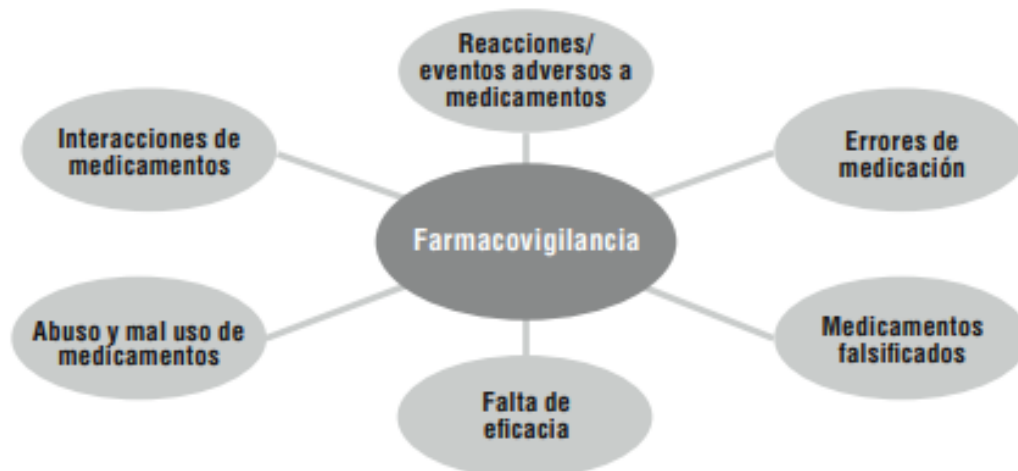 Reacciones/
eventos adversos a
medicamentos
Interacciones de
medicamentos
Errores de
medicación
Farmacovigilancia
Abuso y mal uso de
medicamentos
Medicamentos
falsificados
Falta de
eficacia